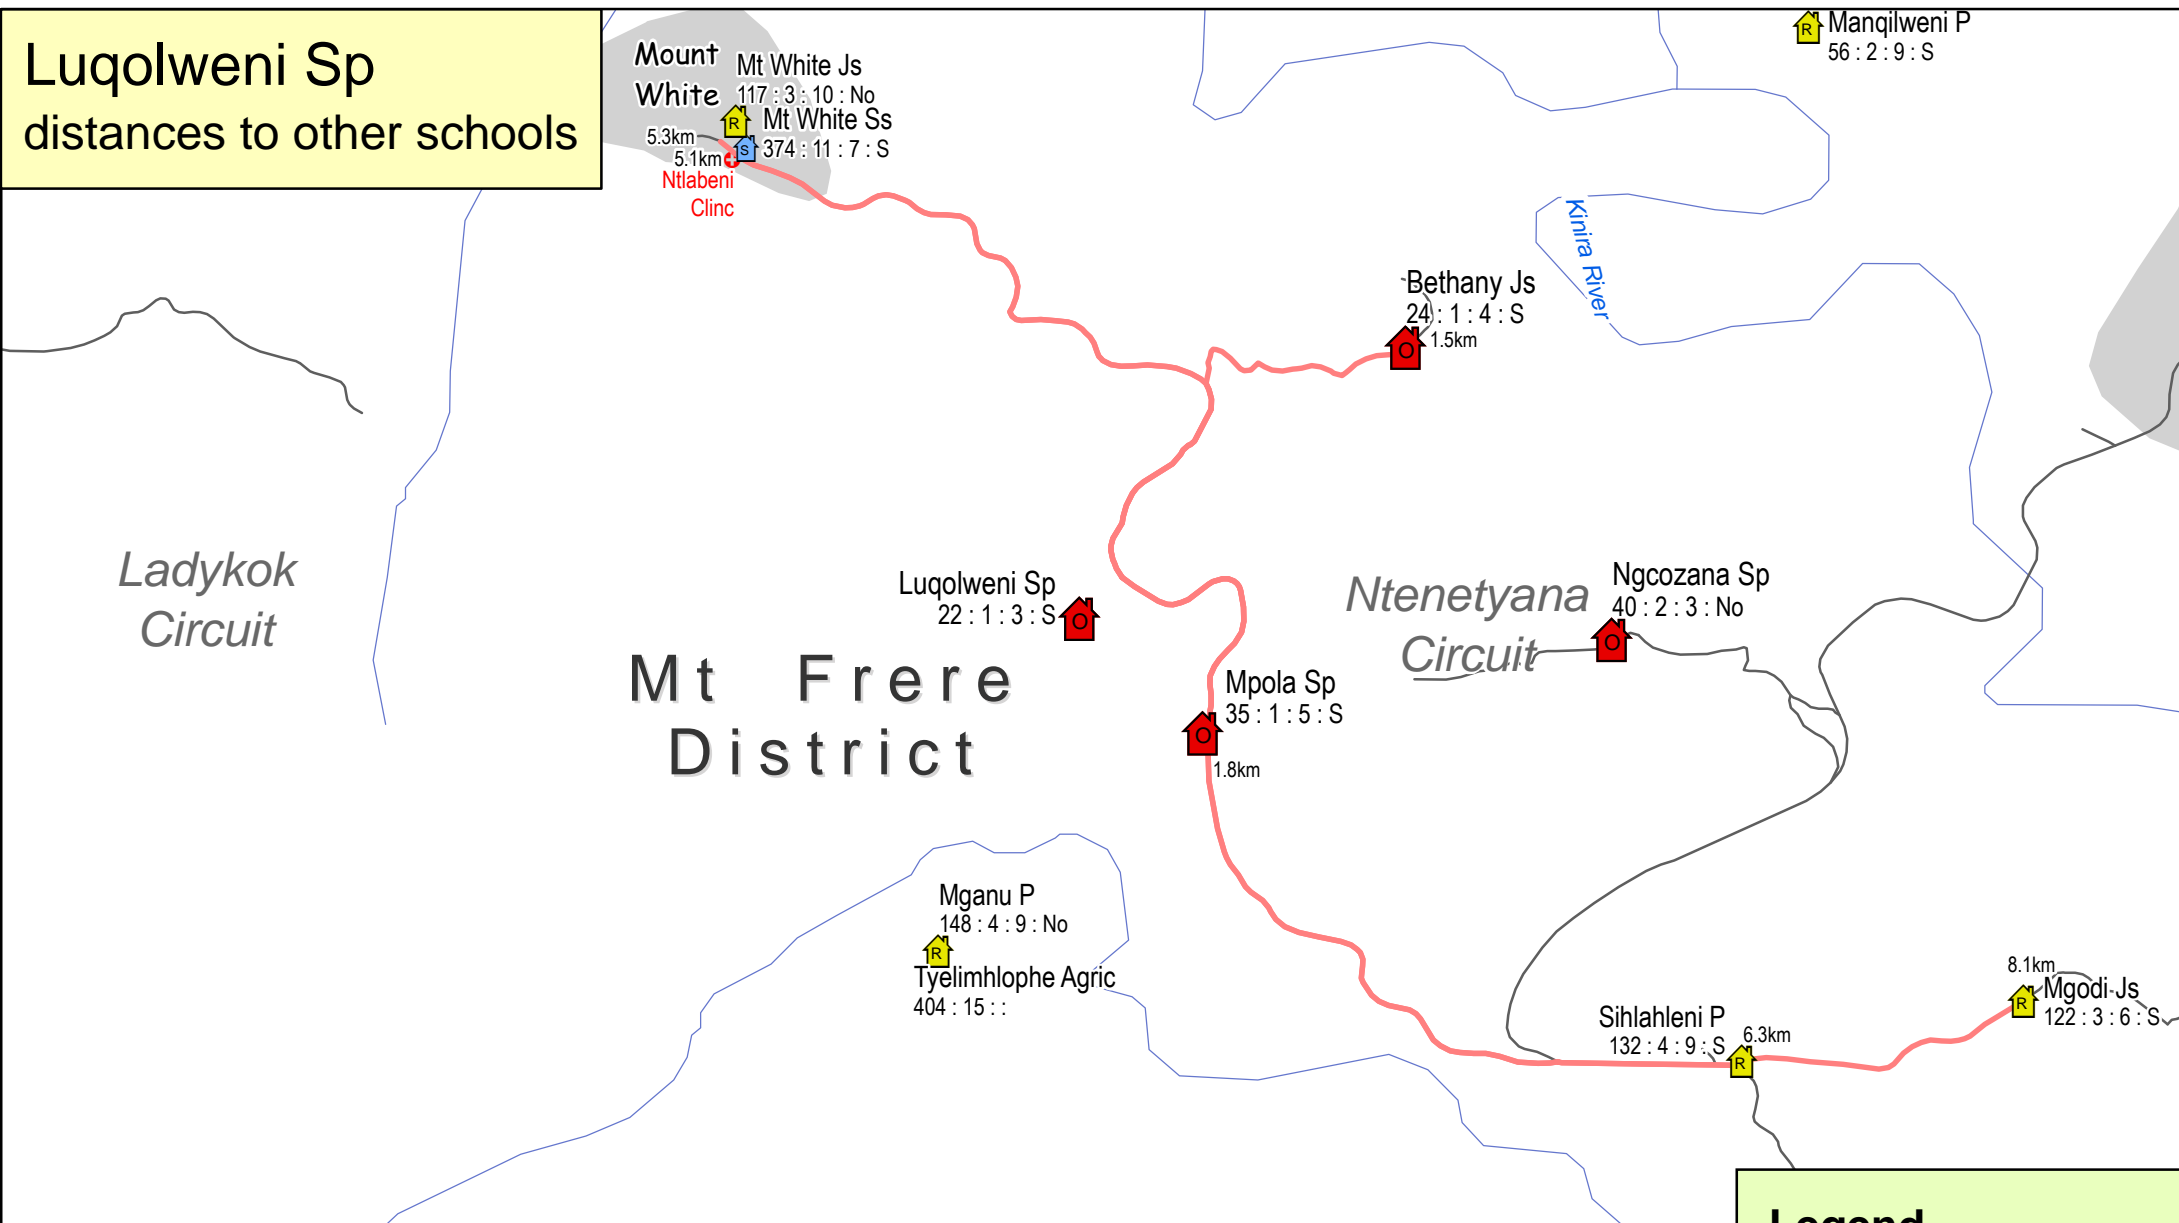 Luqolweni Sp
distances to other schools
Mount
White
Mt White Js
117 : 3 : 10 : No
Mt White Ss
374 : 11 : 7 : S
5.3km
5.1km
Ntlabeni
Clinc
R
S
R
Manqilweni P
56 : 2 : 9 : S
Kinira River
Bethany Js
24 : 1 : 4 : S
1.5km
O
Ladykok
Circuit
Luqolweni Sp
22 : 1 : 3 : S
O
Ntenetyana
Circuit
Ngcozana Sp
40 : 2 : 3 : No
O
Mt Frere
District
Mpola Sp
35 : 1 : 5 : S
O
1.8km
Mganu P
148 : 4 : 9 : No
R
Tyelimhlophe Agric
404 : 15 : :
Sihlahleni P
132 : 4 : 9 : S
6.3km
R
8.1km
Mgodi Js
122 : 3 : 6 : S
R
Legend